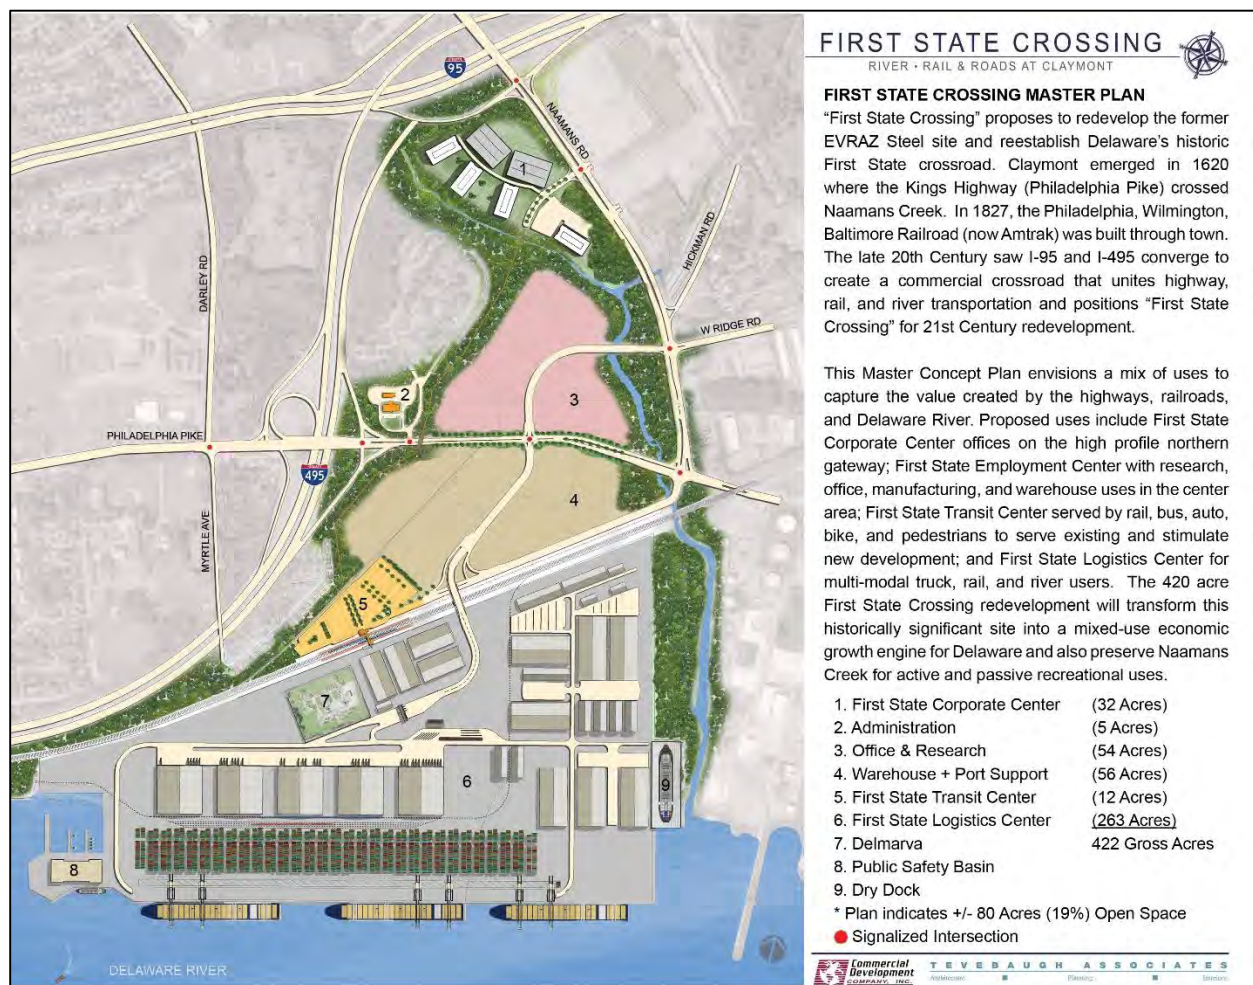 FIRST STATE CROSSING
RIVER • RAIL & ROADS AT CLAYMONT
FIRST STATE CROSSING MASTER PLAN
“First State Crossing” proposes to redevelop the former
EVRAZ Steel site and reestablish Delaware’s historic
First State crossroad. Claymont emerged in 1620
where the Kings Highway (Philadelphia Pike) crossed
Naamans Creek. In 1827, the Philadelphia, Wilmington,
Baltimore Railroad (now Amtrak) was built through town.
The late 20th Century saw I-95 and I-495 converge to
create a commercial crossroad that unites highway,
rail, and river transportation and positions “First State
Crossing” for 21st Century redevelopment.
This Master Concept Plan envisions a mix of uses to
capture the value created by the highways, railroads,
and Delaware River. Proposed uses include First State
Corporate Center offices on the high profile northern
gateway; First State Employment Center with research,
office, manufacturing, and warehouse uses in the center
area; First State Transit Center served by rail, bus, auto,
bike, and pedestrians to serve existing and stimulate
new development; and First State Logistics Center for
multi-modal truck, rail, and river users. The 420 acre
First State Crossing redevelopment will transform this
historically significant site into a mixed-use economic
growth engine for Delaware and also preserve Naamans
Creek for active and passive recreational uses.
1. First State Corporate Center (32 Acres)
2. Administration (5 Acres)
3. Office & Research (54 Acres)
4. Warehouse + Port Support (56 Acres)
5. First State Transit Center (12 Acres)
6. First State Logistics Center (263 Acres)
7. Delmarva 422 Gross Acres
8. Public Safety Basin
9. Dry Dock
* Plan indicates +/- 80 Acres (19%) Open Space
Signalized Intersection
Commercial
Development
COMPANY, INC.
TEVEBAUGH ASSOCIATES
Architecture Planning Interiors
95
NAAMANS RD
1
DARLEY RD
HICKMAN RD
W RIDGE RD
2
3
PHILADELPHIA PIKE
495
4
MYRTLE AVE
5
7
6
9
8
DELAWARE RIVER